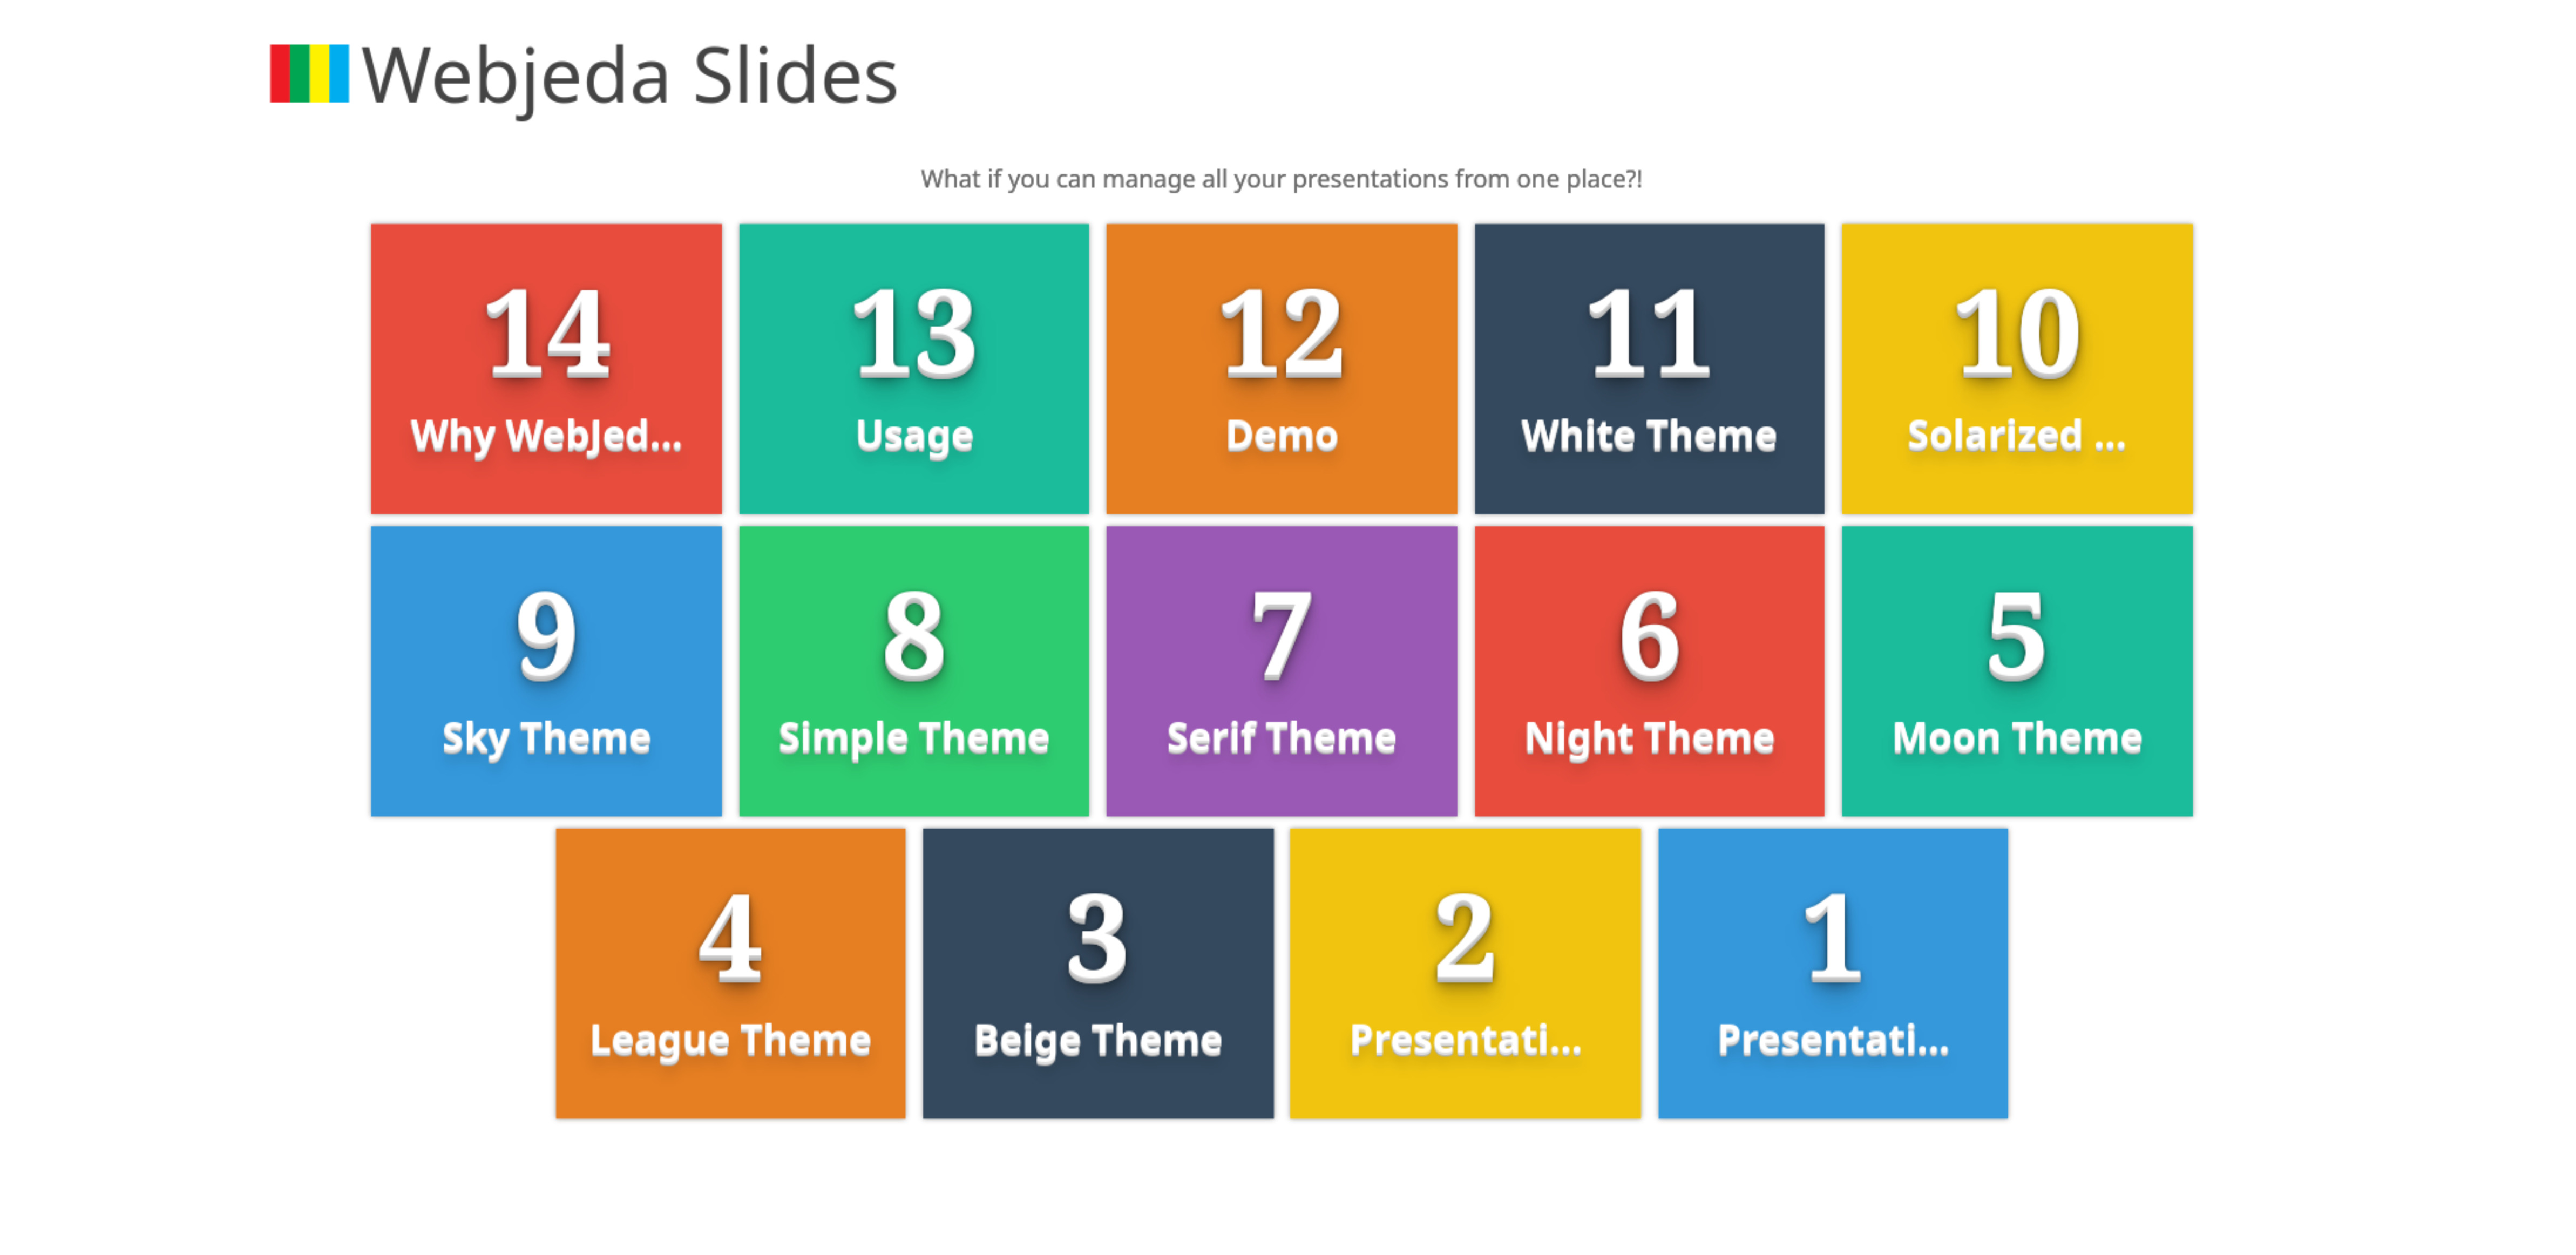 Webjeda Slides
What if you can manage all your presentations from one place?!
14 13 12 11 10
Why WebJed... Usage Demo White Theme Solarized ...
9 8 7 6 5
Sky Theme Simple Theme Serif Theme Night Theme Moon Theme
4 3 2 1
League Theme Beige Theme Presentati... Presentati...